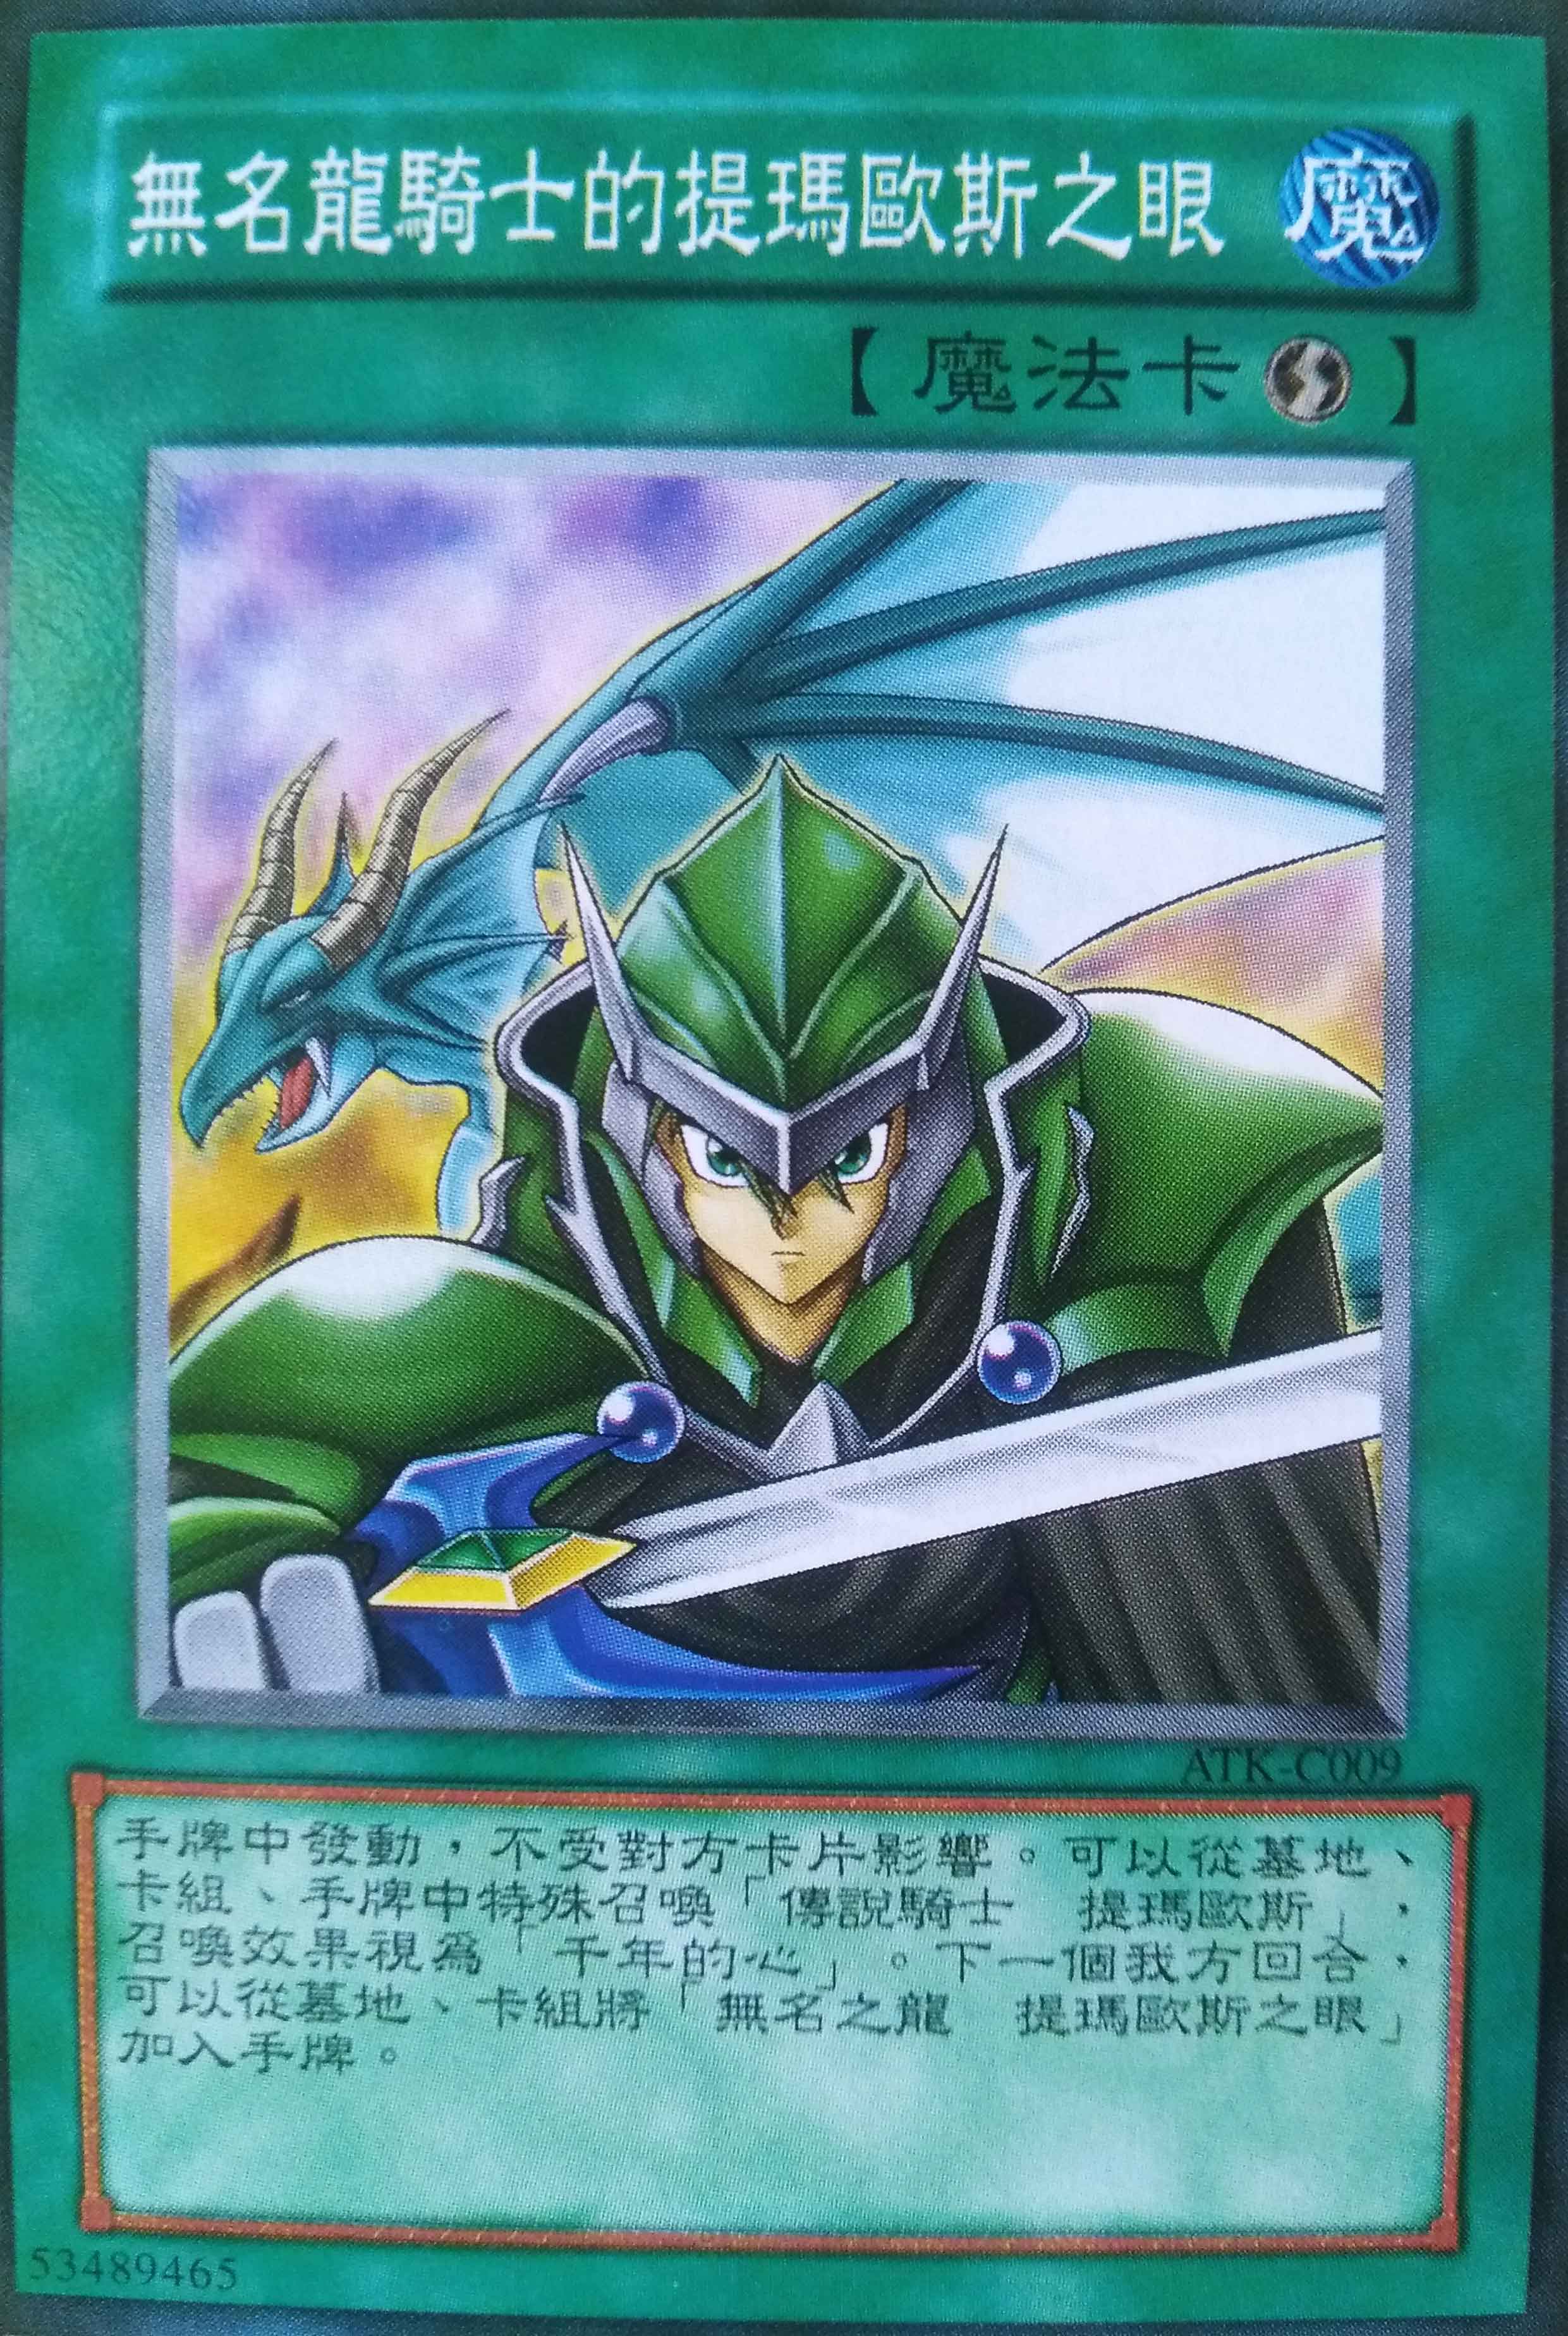 無名龍騎士的提瑪歐斯之眼 魔
【魔法卡】
ATK-C009
手牌中發動，不受對方卡片影響。可以從墓地、
卡組、手牌中特殊召喚「傳說騎士　提瑪歐斯」，
召喚效果視為「千年的心」。下一個我方回合，
可以從墓地、卡組將「無名之龍　提瑪歐斯之眼」
加入手牌。
53489465